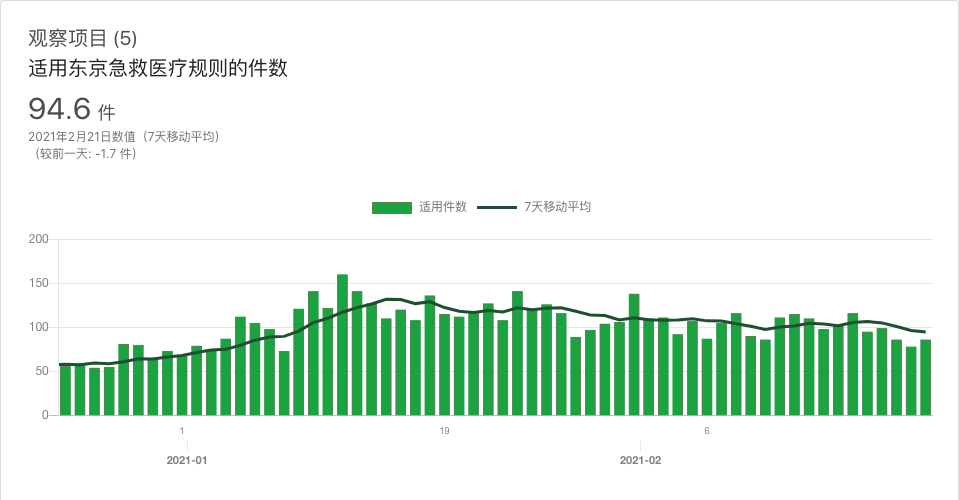 观察项目 (5)
适用东京急救医疗规则的件数
94.6 件
2021年2月21日数值（7天移动平均）
（较前一天: -1.7 件）
适用件数 7天移动平均
200
150
100
50
0
1 19 6
2021-01 2021-02